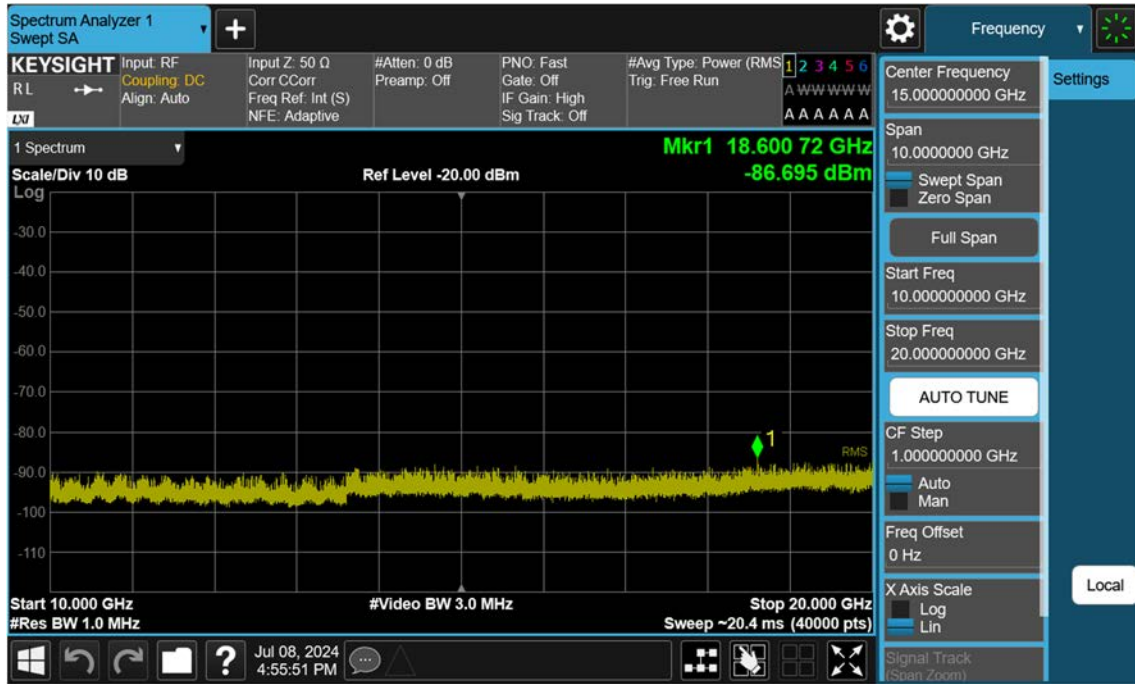 Spectrum Analyzer 1
Swept SA
+
Frequency
KEYSIGHT
R L
LXI
Input: RF
Coupling: DC
Align: Auto
Input Z: 50 Ω
Corr CCorr
Freq Ref: Int (S)
NFE: Adaptive
#Atten: 0 dB
Preamp: Off
PNO: Fast
Gate: Off
IF Gain: High
Sig Track: Off
#Avg Type: Power (RMS
Trig: Free Run
1 2 3 4 5 6
A W W W W W
A A A A A A
1 Spectrum
Scale/Div 10 dB
Ref Level -20.00 dBm
Mkr1 18.600 72 GHz
-86.695 dBm
Log
-30.0
-40.0
-50.0
-60.0
-70.0
-80.0
-90.0
-100
-110
1
RMS
Start 10.000 GHz
#Res BW 1.0 MHz
#Video BW 3.0 MHz
Stop 20.000 GHz
Sweep ~20.4 ms (40000 pts)
Center Frequency
15.000000000 GHz
Span
10.0000000 GHz
Swept Span
Zero Span
Full Span
Start Freq
10.000000000 GHz
Stop Freq
20.000000000 GHz
AUTO TUNE
CF Step
1.000000000 GHz
Auto
Man
Freq Offset
0 Hz
X Axis Scale
Log
Lin
Signal Track
(Span Zoom)
Settings
Local
?
Jul 08, 2024
4:55:51 PM